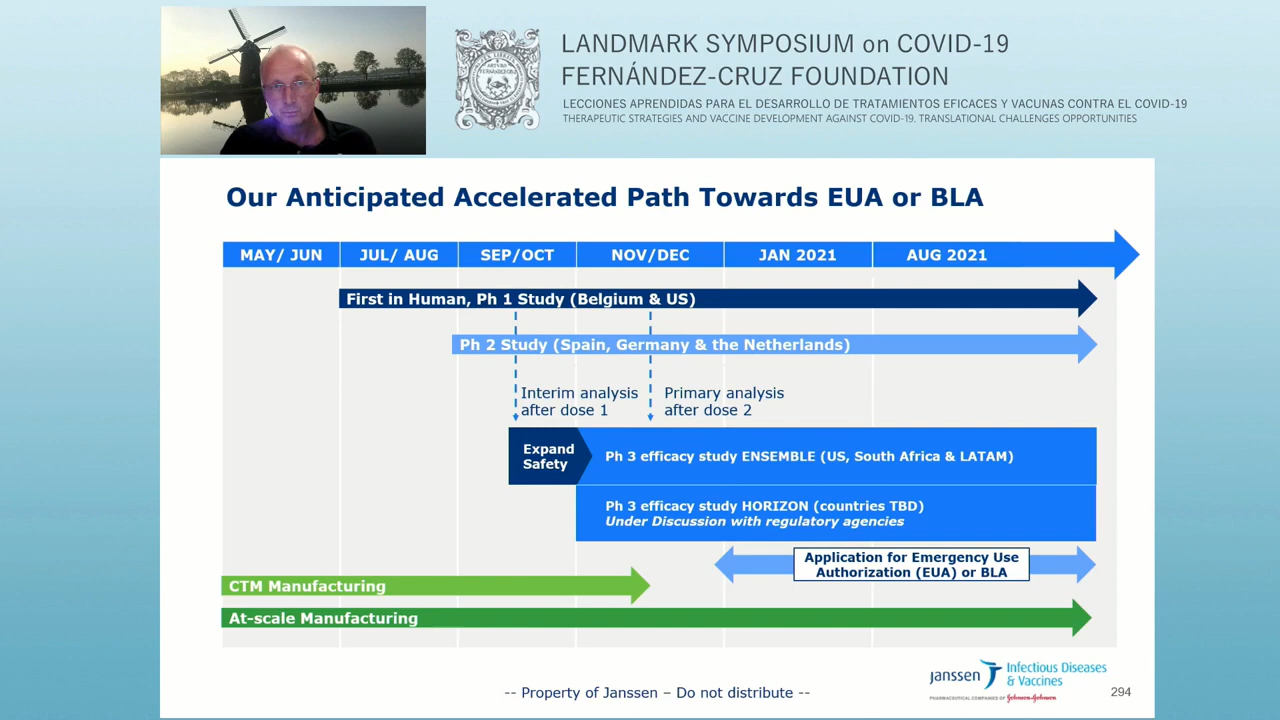 LANDMARK SYMPOSIUM on COVID-19
FERNÁNDEZ-CRUZ FOUNDATION
LECCIONES APRENDIDAS PARA EL DESARROLLO DE TRATAMIENTOS EFICACES Y VACUNAS CONTRA EL COVID-19
THERAPEUTIC STRATEGIES AND VACCINE DEVELOPMENT AGAINST COVID-19. TRANSLATIONAL CHALLENGES OPPORTUNITIES
Our Anticipated Accelerated Path Towards EUA or BLA
MAY/ JUN JUL/ AUG SEP/OCT NOV/DEC JAN 2021 AUG 2021
First in Human, Ph 1 Study (Belgium & US)
Ph 2 Study (Spain, Germany & the Netherlands)
Interim analysis
after dose 1
Primary analysis
after dose 2
Expand
Safety
Ph 3 efficacy study ENSEMBLE (US, South Africa & LATAM)
Ph 3 efficacy study HORIZON (countries TBD)
Under Discussion with regulatory agencies
Application for Emergency Use
Authorization (EUA) or BLA
CTM Manufacturing
At-scale Manufacturing
-- Property of Janssen – Do not distribute --
janssen
Infectious Diseases
& Vaccines
PHARMACEUTICAL COMPANIES OF Johnson-Johnson
294